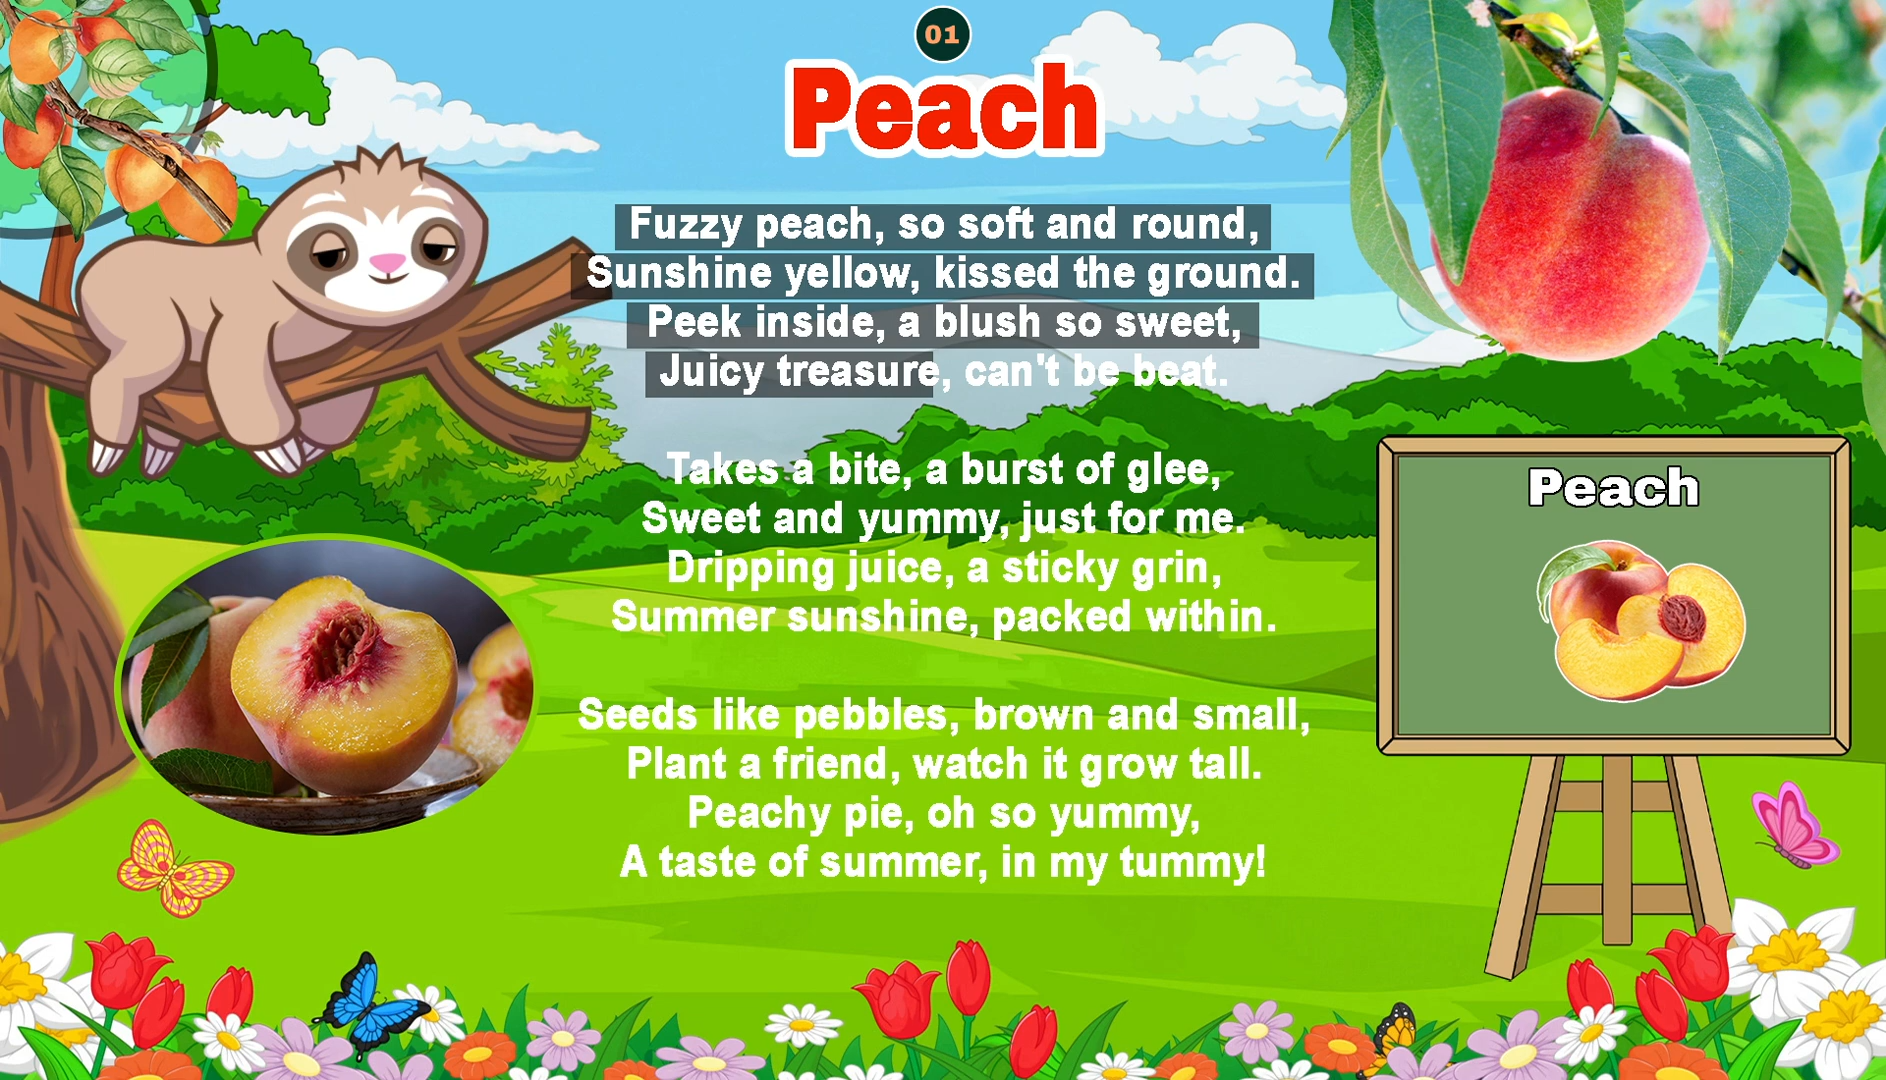 01
Peach
Fuzzy peach, so soft and round,
Sunshine yellow, kissed the ground.
Peek inside, a blush so sweet,
Juicy treasure, can't be beat.
Takes a bite, a burst of glee,
Sweet and yummy, just for me.
Dripping juice, a sticky grin,
Summer sunshine, packed within.
Seeds like pebbles, brown and small,
Plant a friend, watch it grow tall.
Peachy pie, oh so yummy,
A taste of summer, in my tummy!
Peach